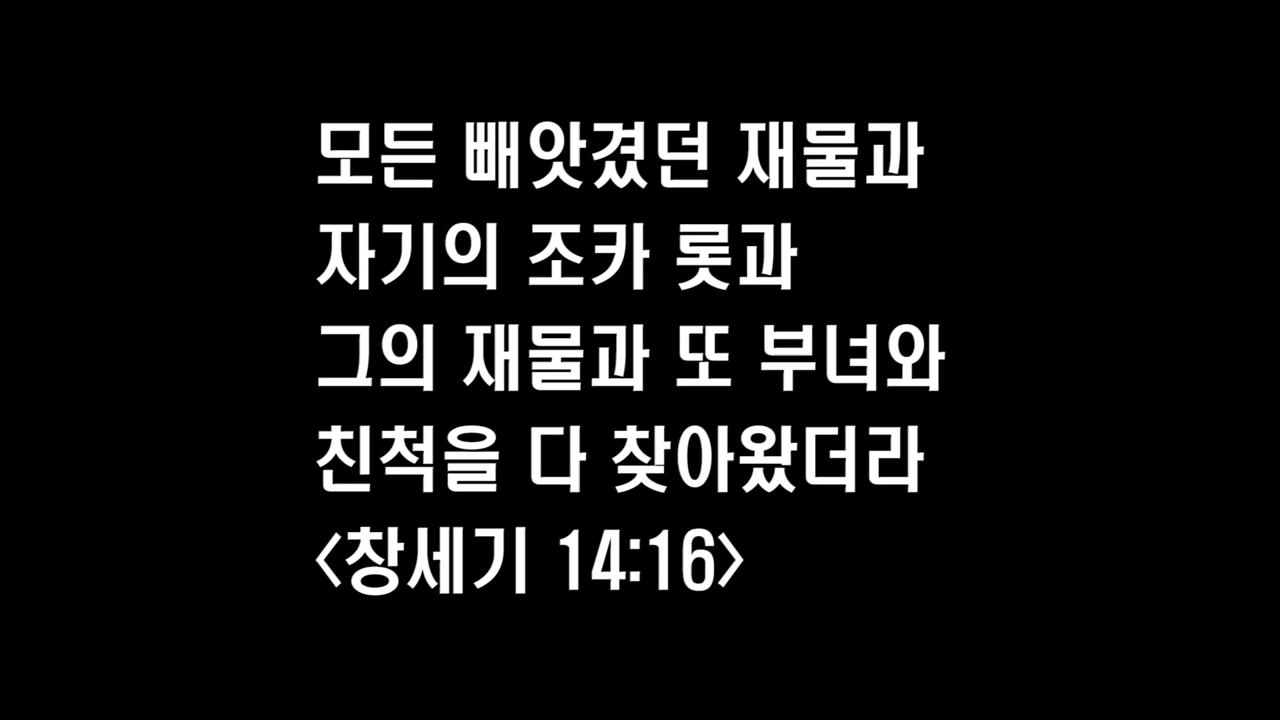 모든 빼앗겼던 재물과
자기의 조카 롯과
그의 재물과 또 부녀와
친척을 다 찾아왔더라
<창세기 14:16>